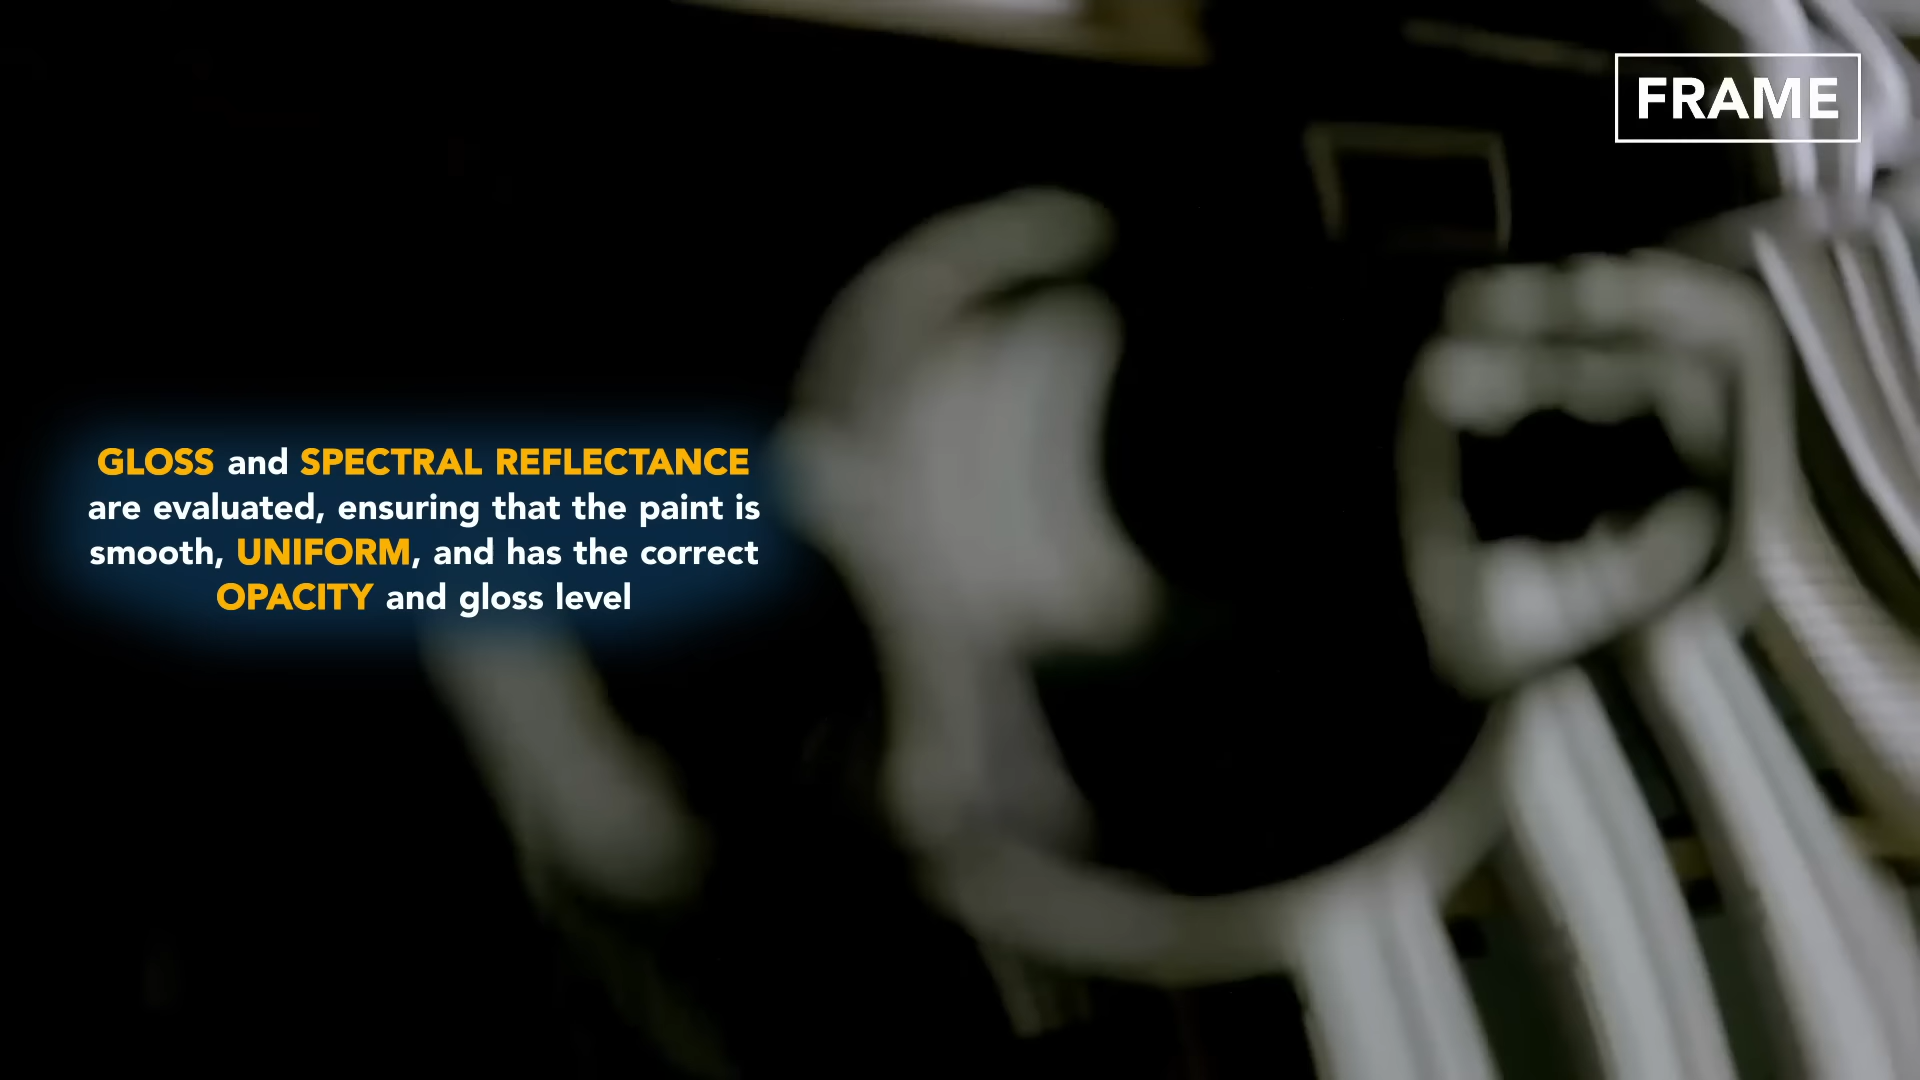 FRAME
GLOSS and SPECTRAL REFLECTANCE
are evaluated, ensuring that the paint is
smooth, UNIFORM, and has the correct
OPACITY and gloss level